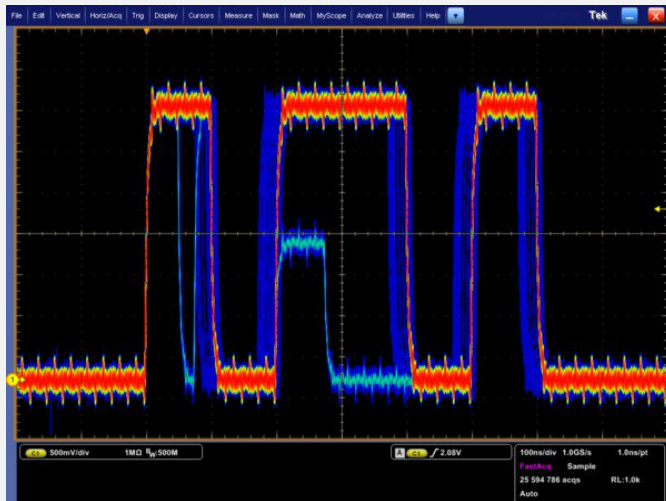 File Edit Vertical Horiz/Acq Trig Display Cursors Measure Mask Math MyScope Analyze Utilities Help Tek X
1
C1 500mV/div 1MΩ BW:500M
A C1 2.08V
100ns/div 1.0GS/s 1.0ns/pt
FastAcq Sample
25 594 786 acqs RL:1.0k
Auto